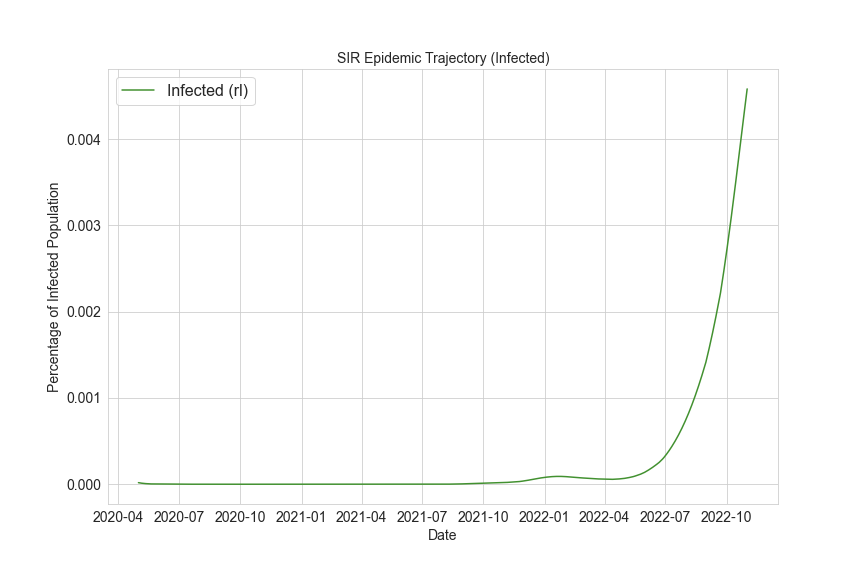 SIR Epidemic Trajectory (Infected)
Infected (rI)
Percentage of Infected Population
0.004
0.003
0.002
0.001
0.000
2020-04 2020-07 2020-10 2021-01 2021-04 2021-07 2021-10 2022-01 2022-04 2022-07 2022-10
Date